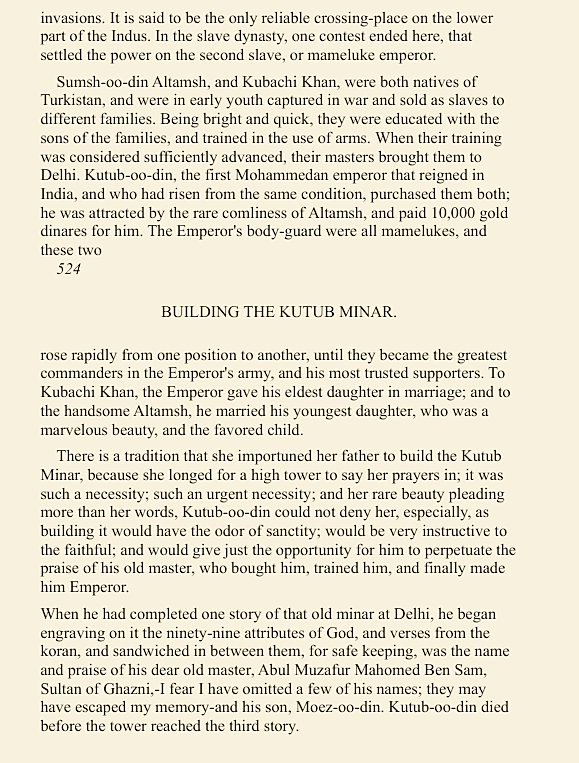 invasions. It is said to be the only reliable crossing-place on the lower
part of the Indus. In the slave dynasty, one contest ended here, that
settled the power on the second slave, or mameluke emperor.
Sumsh-oo-din Altamsh, and Kubachi Khan, were both natives of
Turkistan, and were in early youth captured in war and sold as slaves to
different families. Being bright and quick, they were educated with the
sons of the families, and trained in the use of arms. When their training
was considered sufficiently advanced, their masters brought them to
Delhi. Kutub-oo-din, the first Mohammedan emperor that reigned in
India, and who had risen from the same condition, purchased them both;
he was attracted by the rare comliness of Altamsh, and paid 10,000 gold
dinares for him. The Emperor's body-guard were all mamelukes, and
these two
524
BUILDING THE KUTUB MINAR.
rose rapidly from one position to another, until they became the greatest
commanders in the Emperor's army, and his most trusted supporters. To
Kubachi Khan, the Emperor gave his eldest daughter in marriage; and to
the handsome Altamsh, he married his youngest daughter, who was a
marvelous beauty, and the favored child.
There is a tradition that she importuned her father to build the Kutub
Minar, because she longed for a high tower to say her prayers in; it was
such a necessity; such an urgent necessity; and her rare beauty pleading
more than her words, Kutub-oo-din could not deny her, especially, as
building it would have the odor of sanctity; would be very instructive to
the faithful; and would give just the opportunity for him to perpetuate the
praise of his old master, who bought him, trained him, and finally made
him Emperor.
When he had completed one story of that old minar at Delhi, he began
engraving on it the ninety-nine attributes of God, and verses from the
koran, and sandwiched in between them, for safe keeping, was the name
and praise of his dear old master, Abul Muzafur Mahomed Ben Sam,
Sultan of Ghazni,-I fear I have omitted a few of his names; they may
have escaped my memory-and his son, Moez-oo-din. Kutub-oo-din died
before the tower reached the third story.